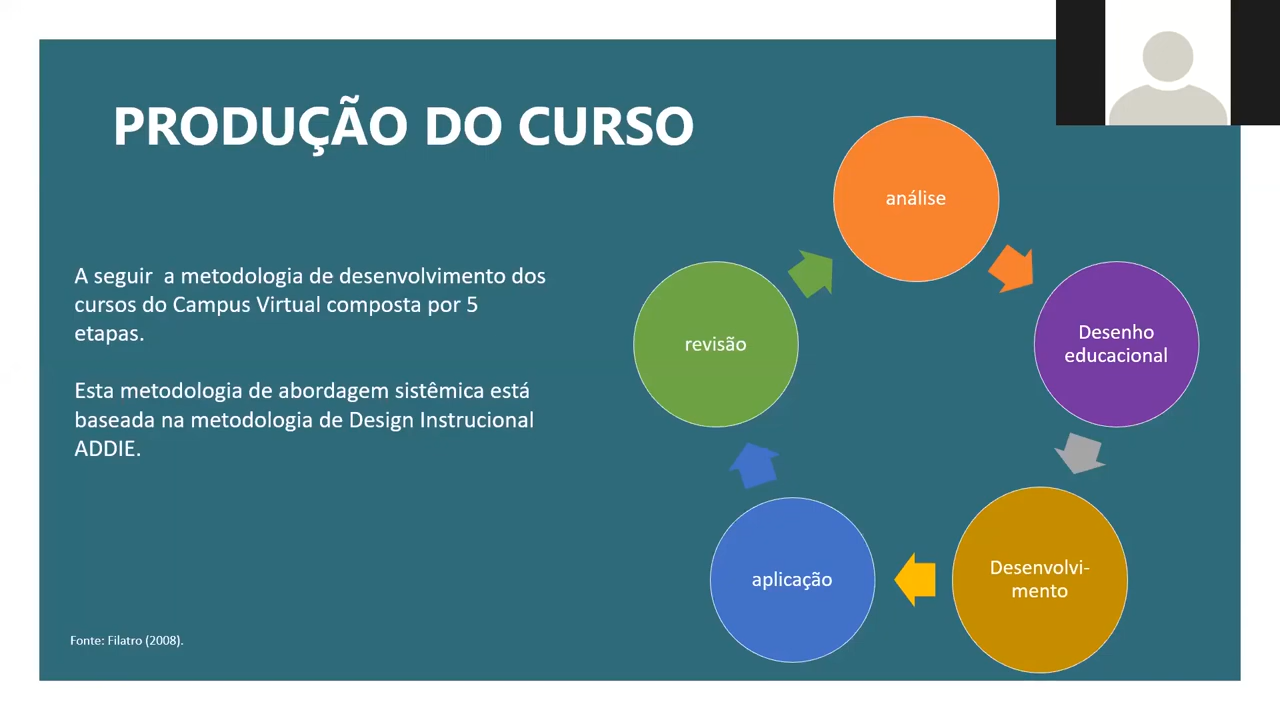 PRODUÇÃO DO CURSO
A seguir  a metodologia de desenvolvimento dos
cursos do Campus Virtual composta por 5
etapas.
Esta metodologia de abordagem sistêmica está
baseada na metodologia de Design Instrucional
ADDIE.
análise
Desenho
educacional
Desenvolvi-
mento
aplicação
revisão
Fonte: Filatro (2008).